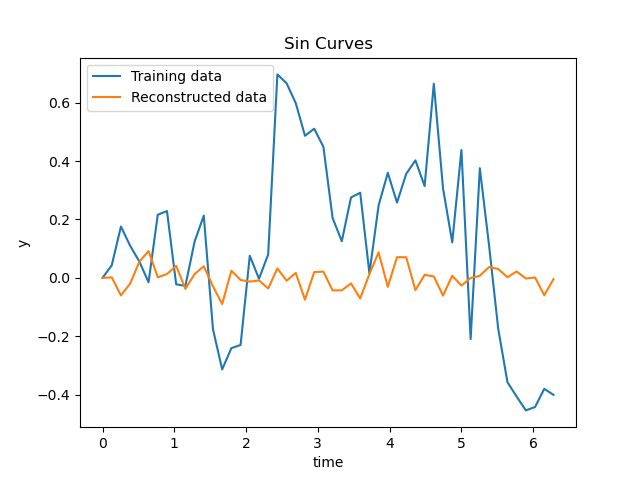 Sin Curves
Training data
Reconstructed data
y
0.6
0.4
0.2
0.0
−0.2
−0.4
0 1 2 3 4 5 6
time